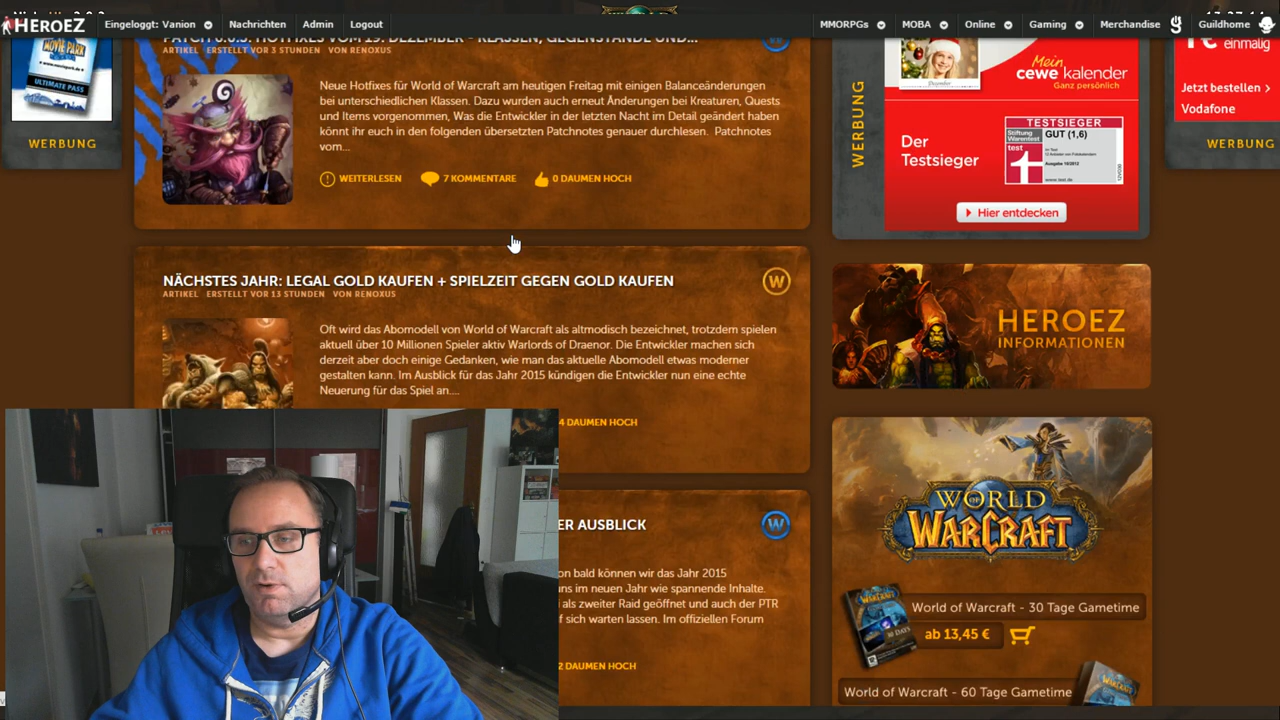 HEROEZ
Eingeloggt: Vanion
Nachrichten
Admin
Logout
MMORPGs
MOBA
Online
Gaming
Merchandise
Guildhome
MOVIE PARK
ULTIMATE PASS
WERBUNG
ARTIKEL ERSTELLT VOR 3 STUNDEN VON RENOXUS
Neue Hotfixes für World of Warcraft am heutigen Freitag mit einigen Balanceänderungen
bei unterschiedlichen Klassen. Dazu wurden auch erneut Änderungen bei Kreaturen, Quests
und Items vorgenommen, Was die Entwickler in der letzten Nacht im Detail geändert haben
könnt ihr euch in den folgenden übersetzten Patchnotes genauer durchlesen. Patchnotes
vom...
WEITERLESEN
7 KOMMENTARE
0 DAUMEN HOCH
NÄCHSTES JAHR: LEGAL GOLD KAUFEN + SPIELZEIT GEGEN GOLD KAUFEN
ARTIKEL ERSTELLT VOR 13 STUNDEN VON RENOXUS
W
Oft wird das Abomodell von World of Warcraft als altmodisch bezeichnet, trotzdem spielen
aktuell über 10 Millionen Spieler aktiv Warlords of Draenor. Die Entwickler machen sich
derzeit aber doch einige Gedanken, wie man das aktuelle Abomodell etwas moderner
gestalten kann. Im Ausblick für das Jahr 2015 kündigen die Entwickler nun eine echte
Neuerung für das Spiel an....
4 DAUMEN HOCH
ER AUSBLICK
W
on bald können wir das Jahr 2015
uns im neuen Jahr wie spannende Inhalte.
als zweiter Raid geöffnet und auch der PTR
f sich warten lassen. Im offiziellen Forum
2 DAUMEN HOCH
WERBUNG
Mein
cewe kalender
Ganz persönlich
Der
Testsieger
TESTSIEGER
Stiftung
Warentest
test
GUT (1,6)
Hier entdecken
einmalig
Jetzt bestellen
Vodafone
WERBUNG
HEROEZ
INFORMATIONEN
WORLD
OF
WARCRAFT
World of Warcraft - 30 Tage Gametime
ab 13,45 €
World of Warcraft - 60 Tage Gametime